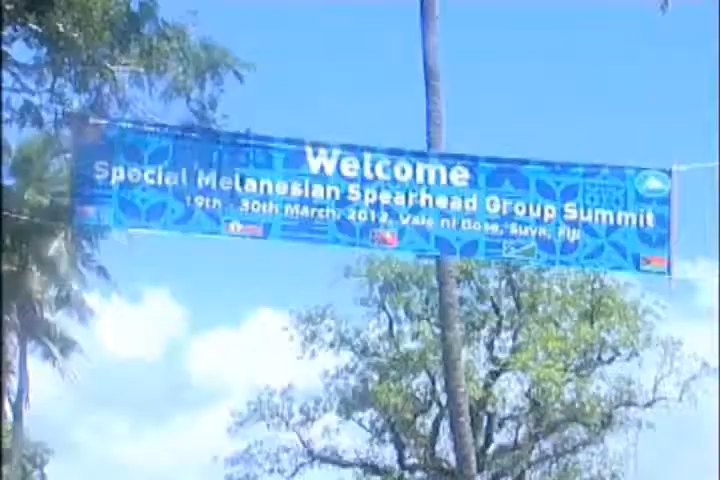 Welcome
Special Melanesian Spearhead Group Summit
19th - 30th March, 2012, Vale ni Bose, Suva, Fiji